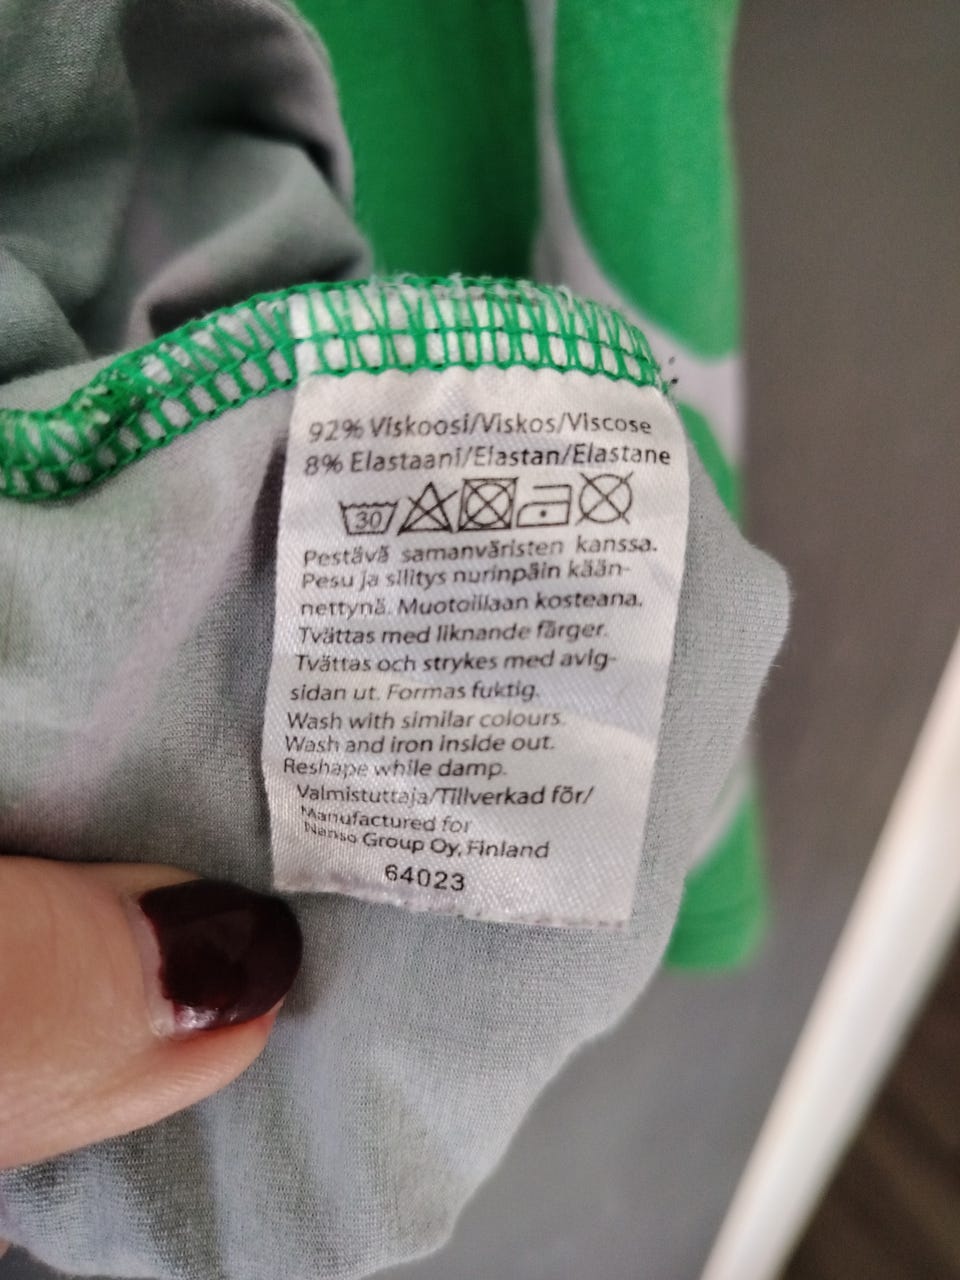 92% Viskoosi/Viskos/Viscose
8% Elastaani/Elastan/Elastane
30
Pestävä samanväristen kanssa.
Pesu ja silitys nurinpäin kään-
nettynä. Muotoillaan kosteana.
Tvättas med liknande färger.
Tvättas och strykes med avig-
sidan ut. Formas fuktig.
Wash with similar colours.
Wash and iron inside out.
Reshape while damp.
Valmistuttaja/Tillverkad för/
Manufactured for
Nanso Group Oy, Finland
64023